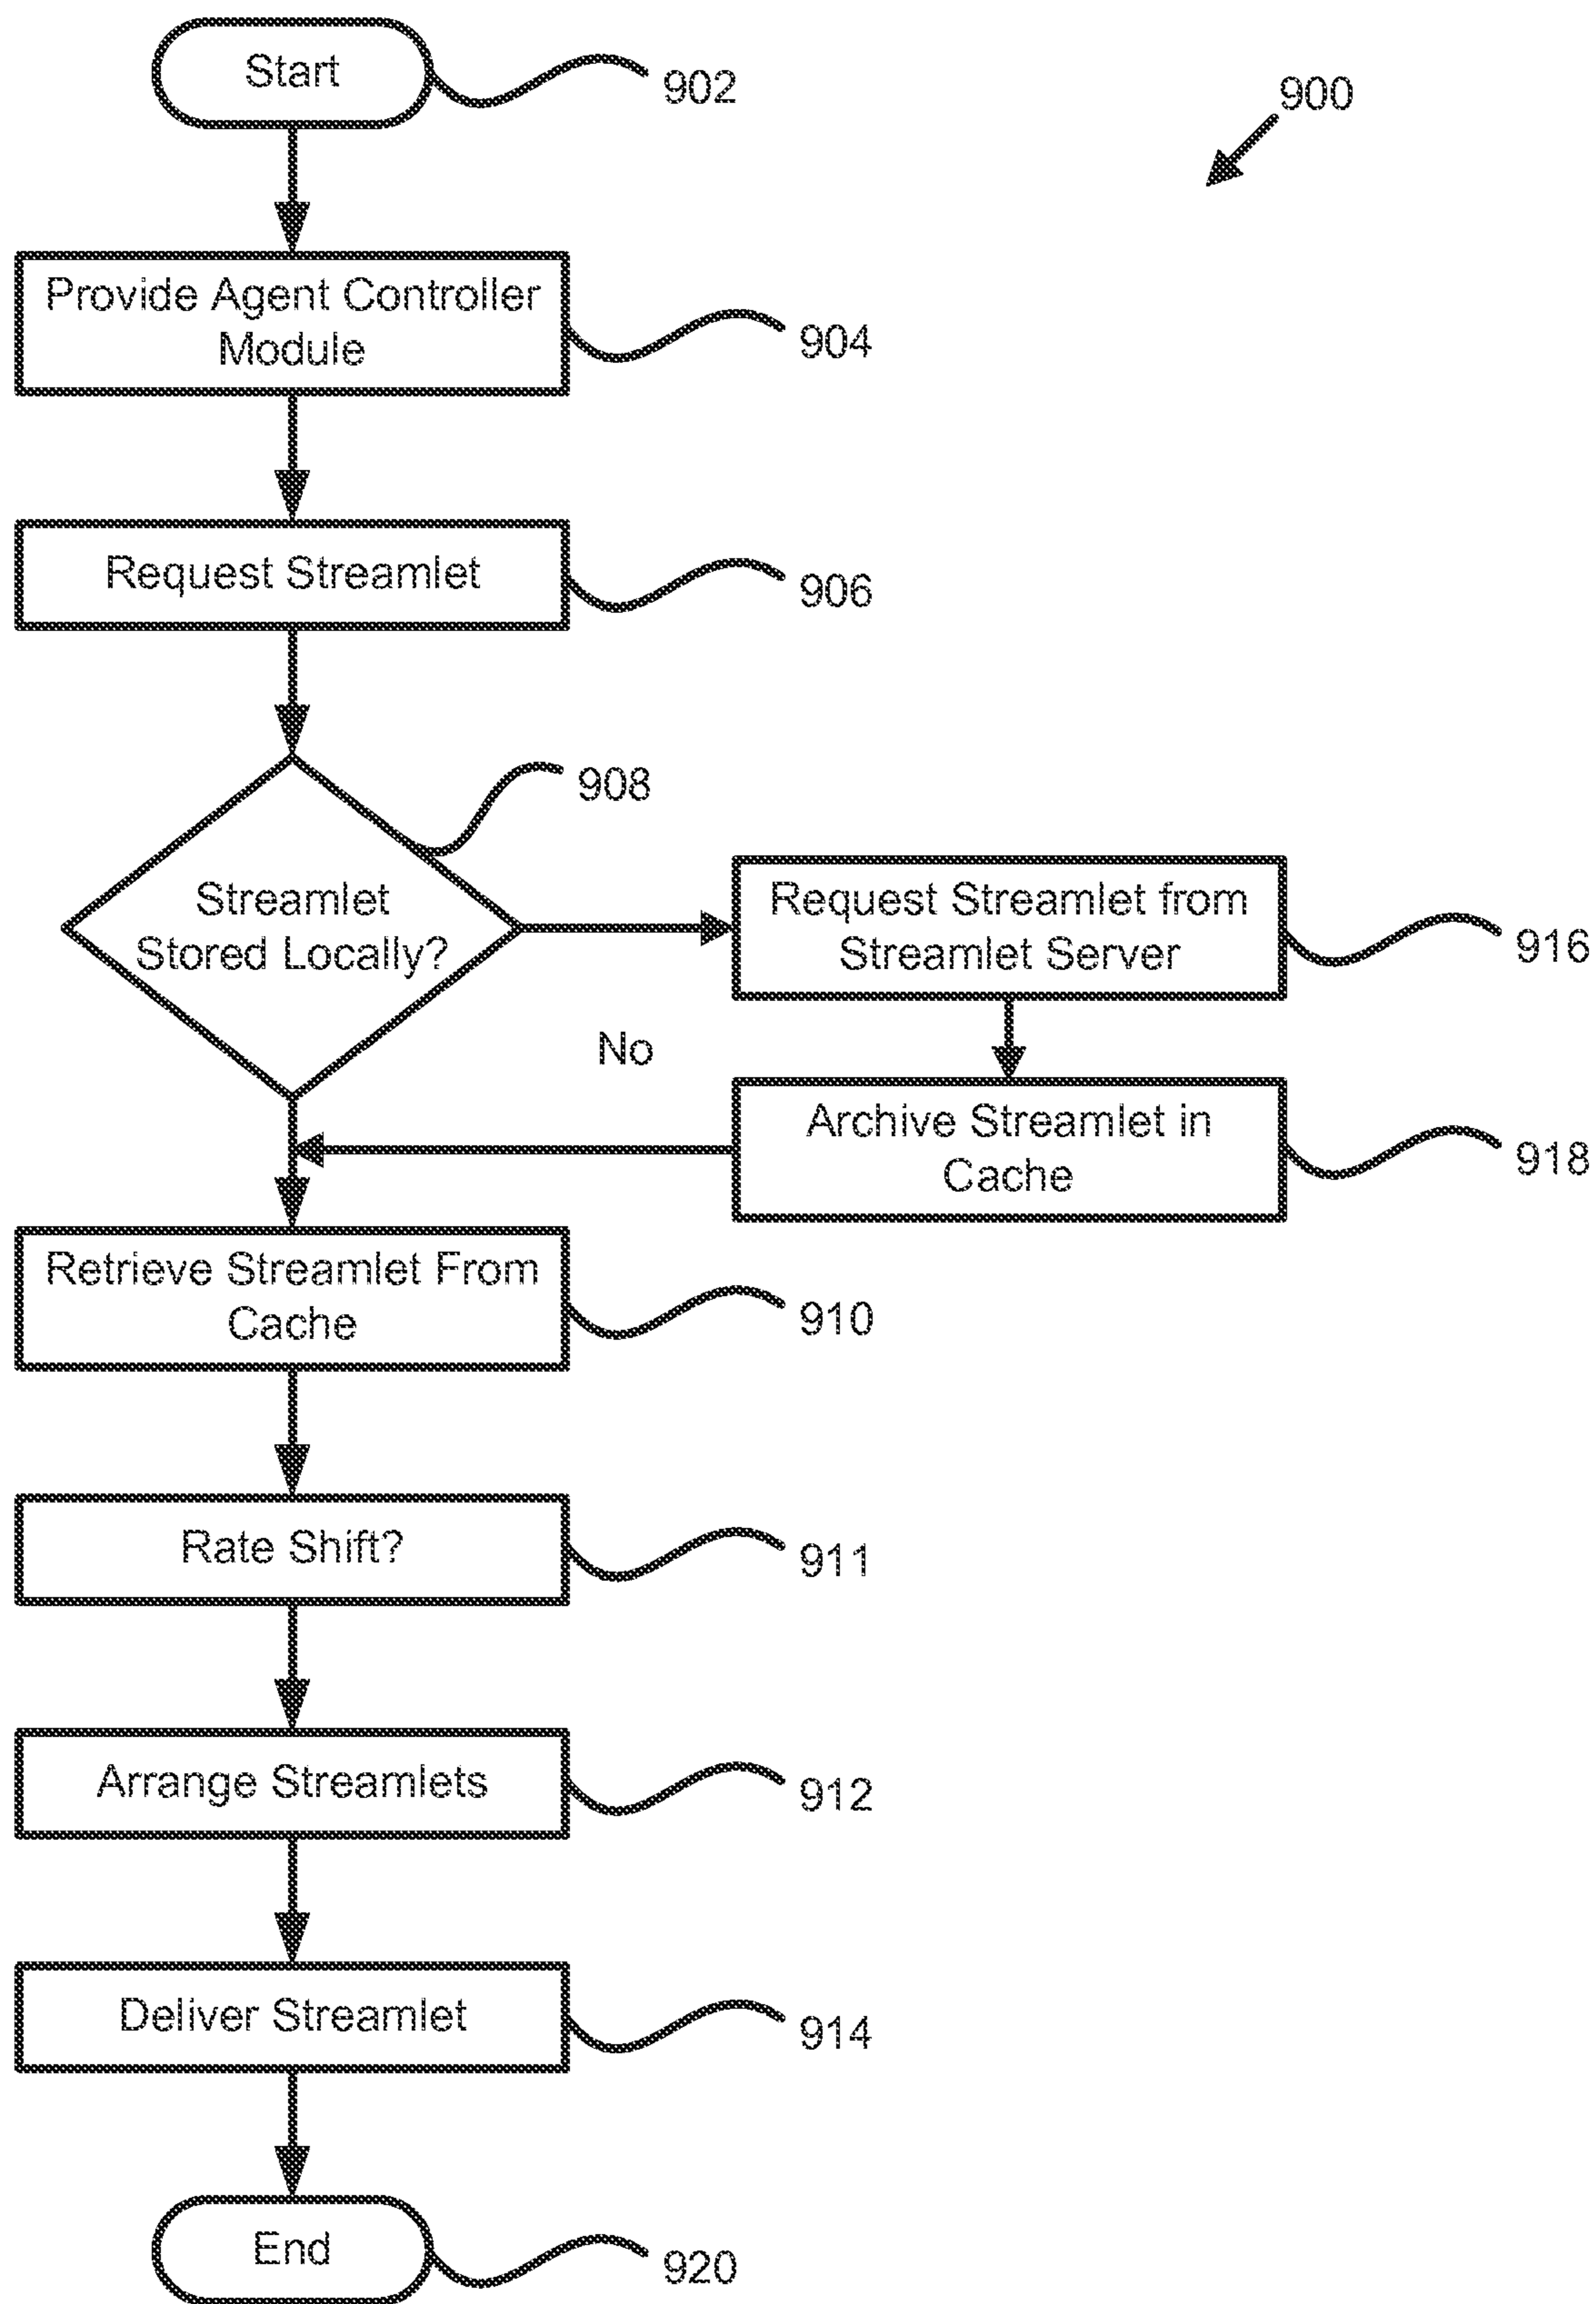 Start
902
900
Provide Agent Controller
Module
904
Request Streamlet
906
908
Streamlet
Stored Locally?
Request Streamlet from
Streamlet Server
916
No
Archive Streamlet in
Cache
918
Retrieve Streamlet From
Cache
910
Rate Shift?
911
Arrange Streamlets
912
Deliver Streamlet
914
End
920